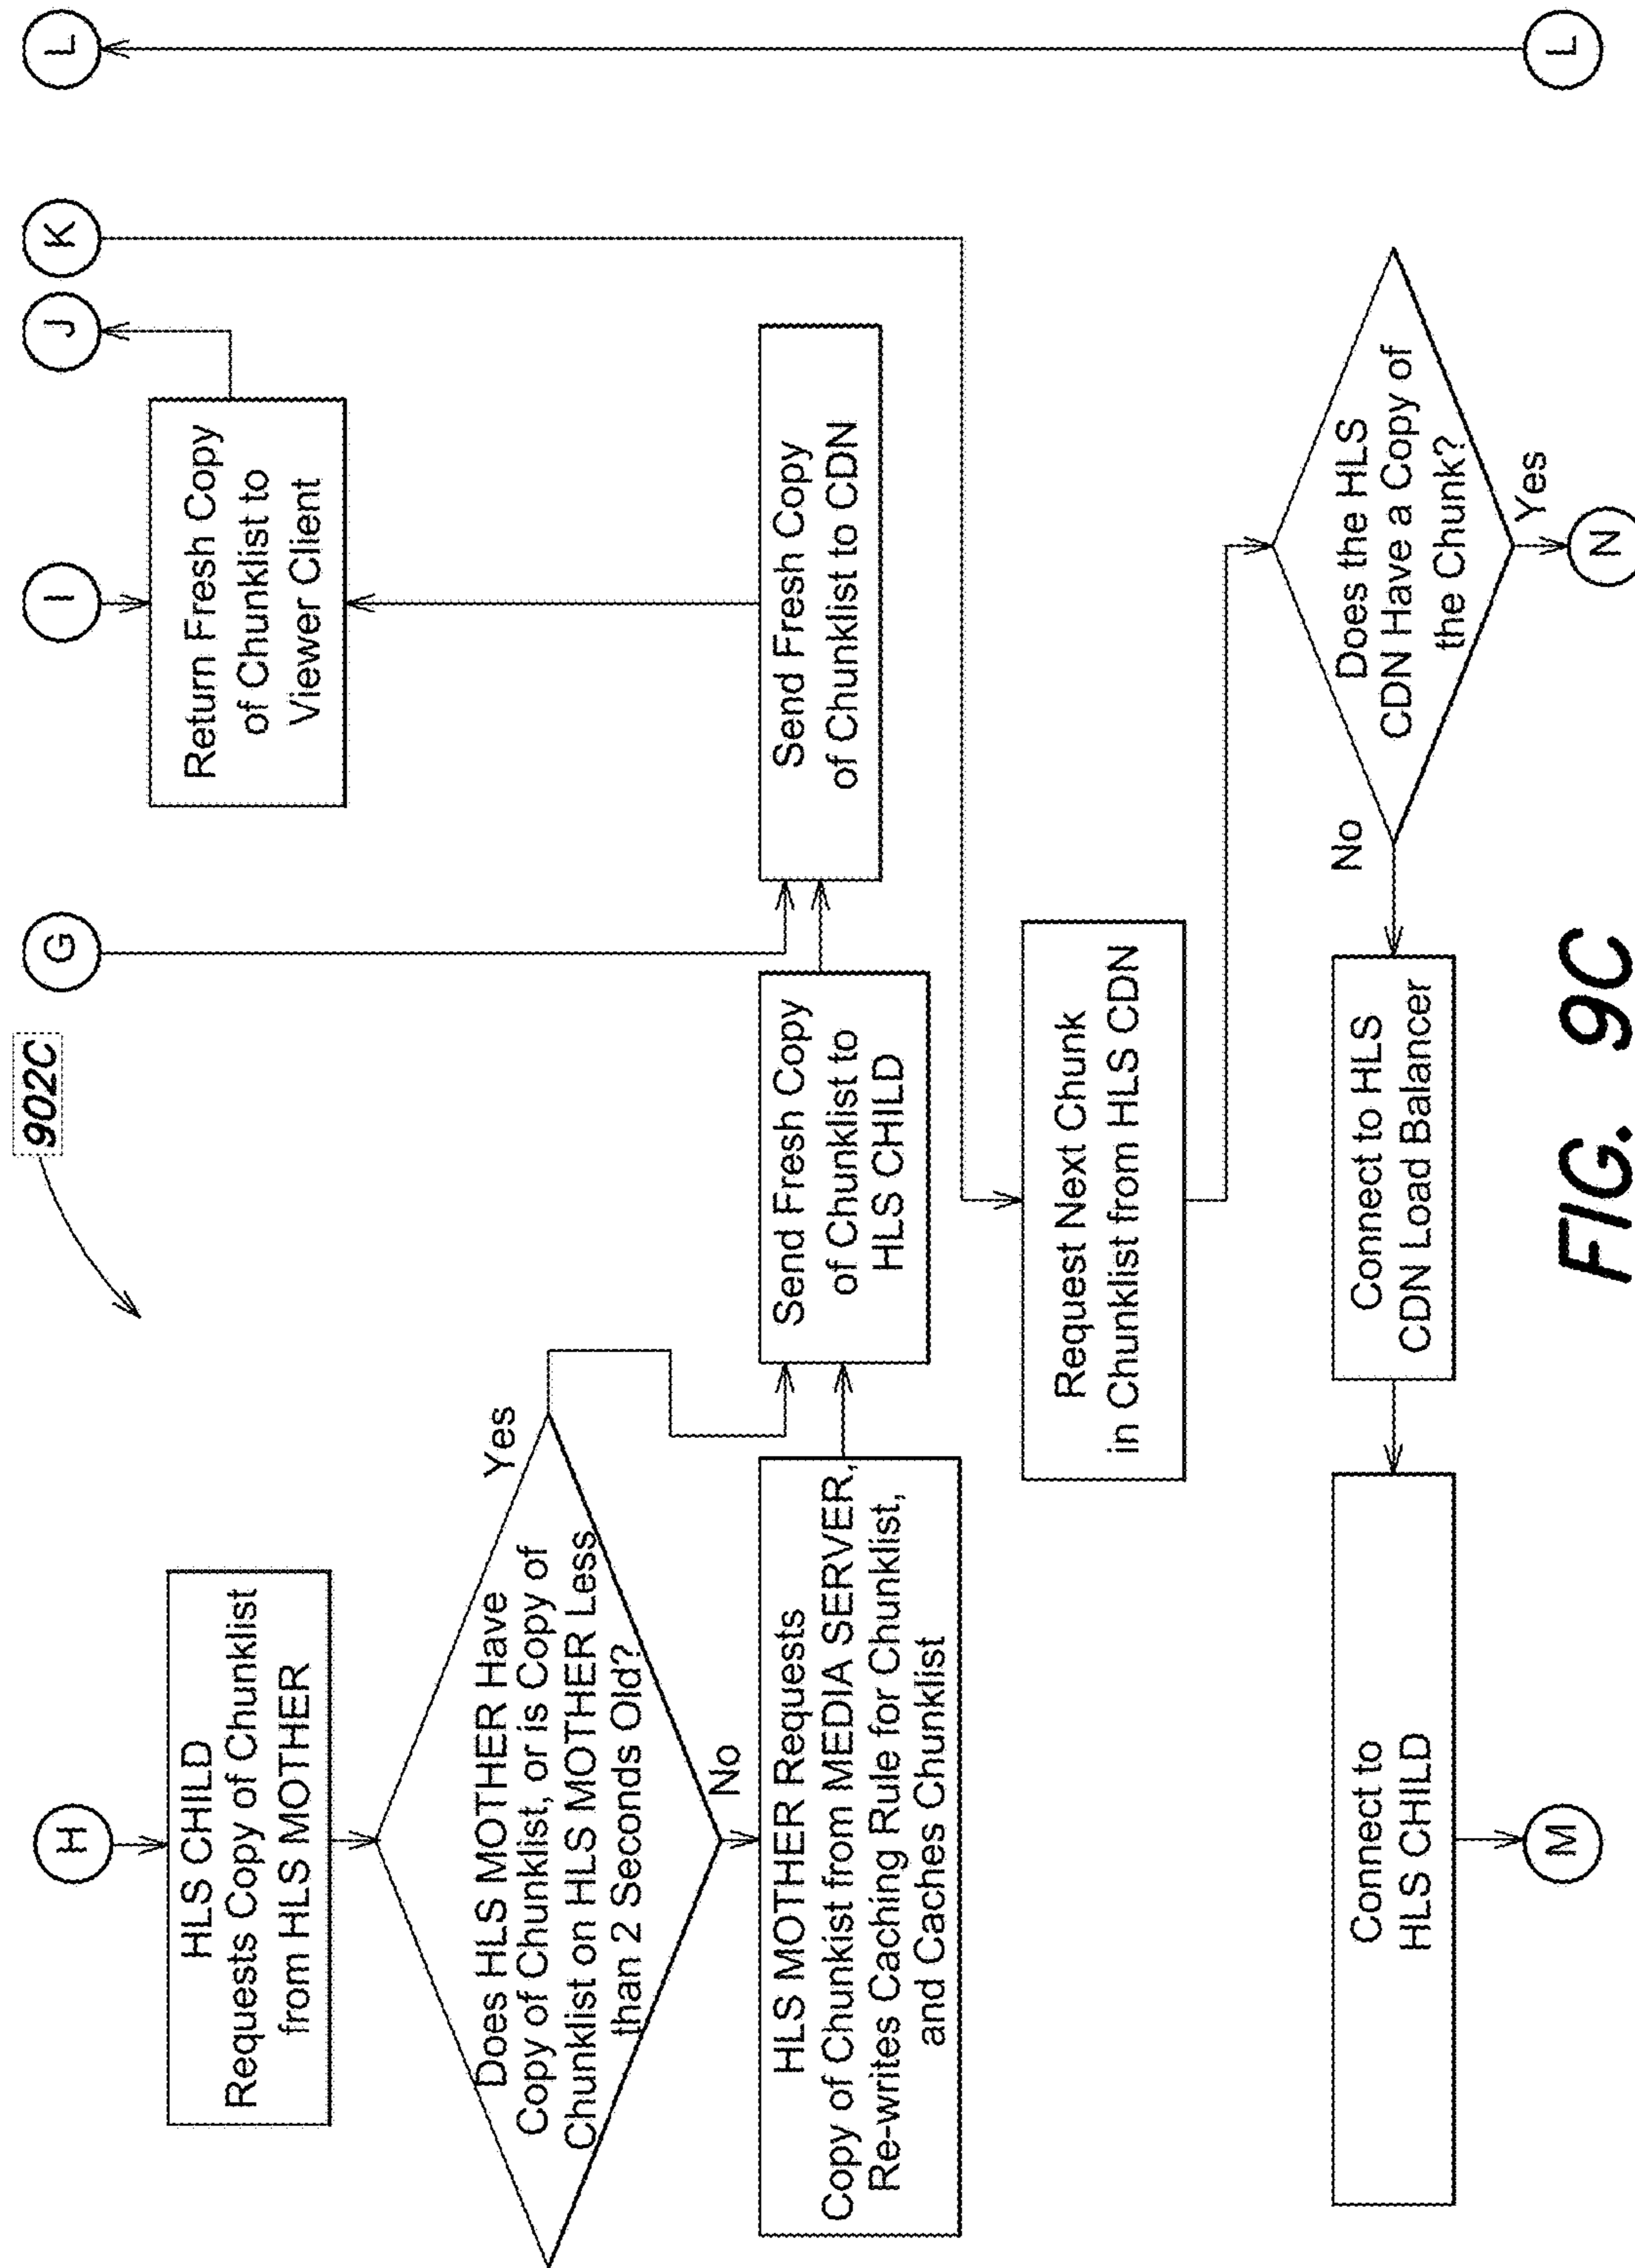 902C
H
G
I
J
K
L
HLS CHILD
Requests Copy of Chunklist
from HLS MOTHER
Return Fresh Copy
of Chunklist to
Viewer Client
Does HLS MOTHER Have
Copy of Chunklist, or is Copy of
Chunklist on HLS MOTHER Less
than 2 Seconds Old?
Yes
No
HLS MOTHER Requests
Copy of Chunkist from MEDIA SERVER,
Re-writes Caching Rule for Chunklist,
and Caches Chunklist
Send Fresh Copy
of Chunklist to
HLS CHILD
Send Fresh Copy
of Chunklist to CDN
Request Next Chunk
in Chunklist from HLS CDN
Does the HLS
CDN Have a Copy of
the Chunk?
No
Yes
Connect to HLS
CDN Load Balancer
Connect to
HLS CHILD
M
N
L
FIG. 9C